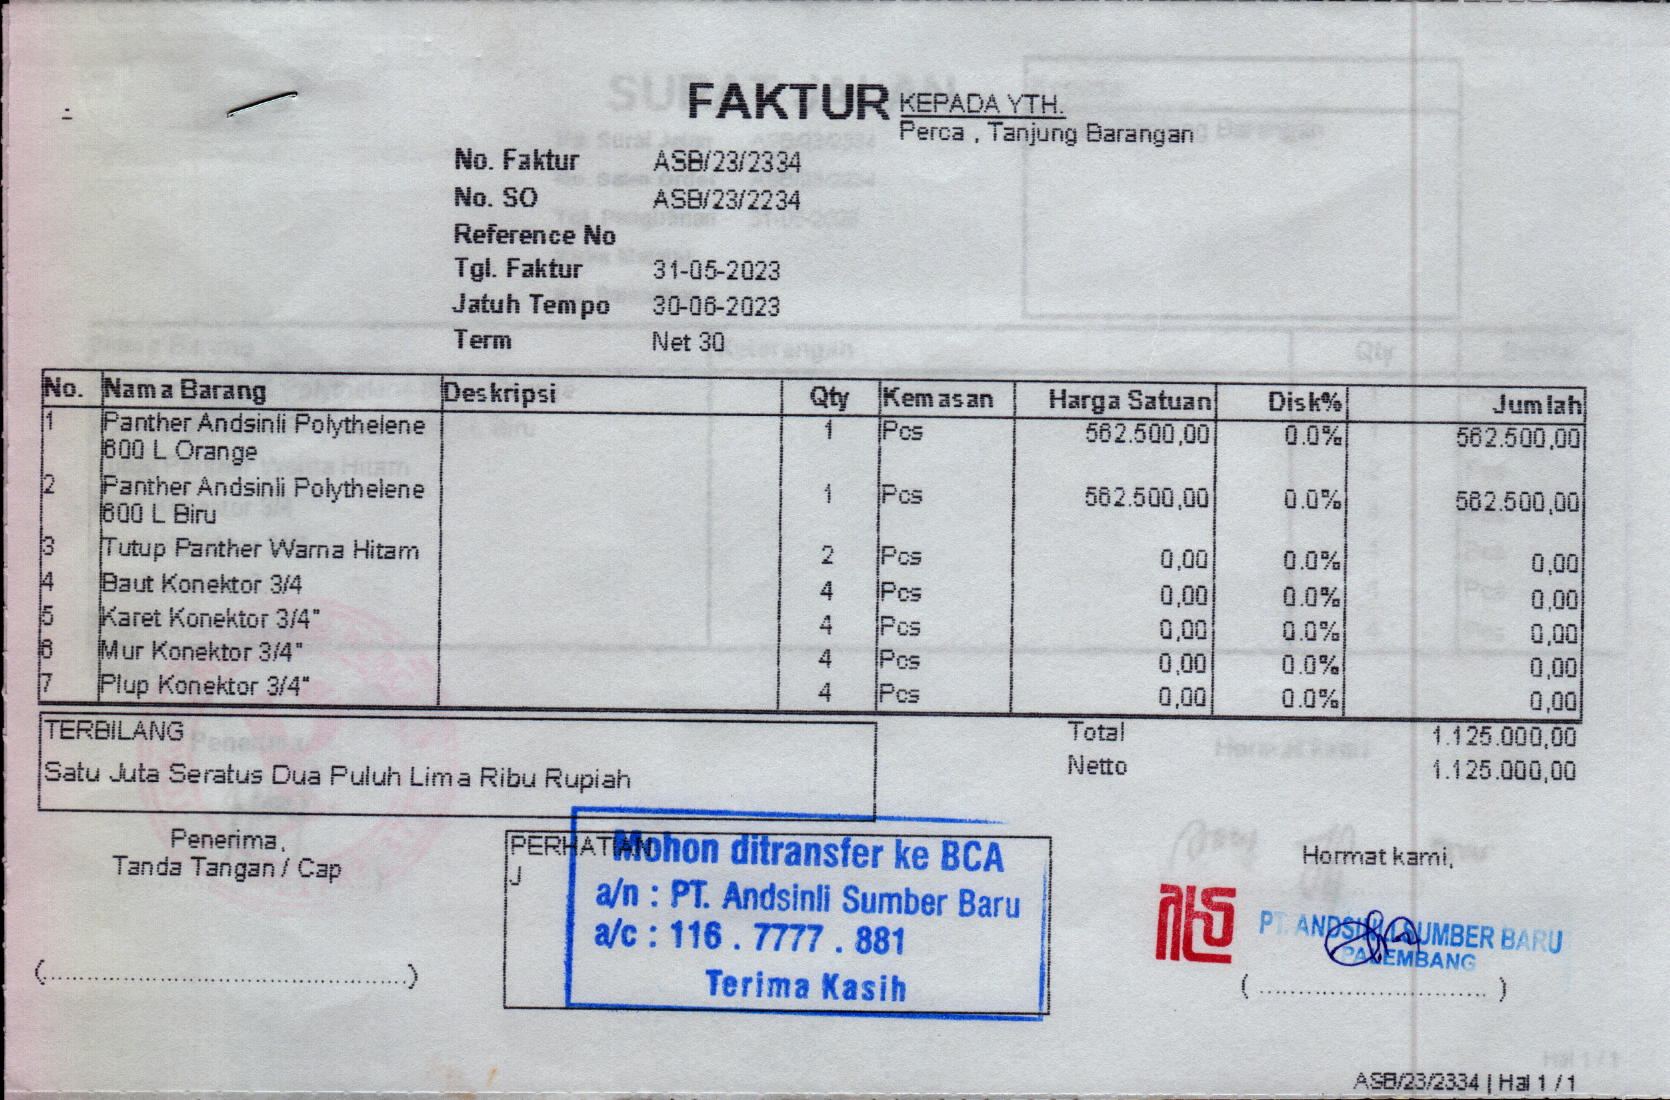 FAKTUR
KEPADA YTH.
Perca , Tanjung Barangan
No. Faktur ASB/23/2334
No. SO ASB/23/2234
Reference No
Tgl. Faktur 31-05-2023
Jatuh Tempo 30-06-2023
Term Net 30
No. Nama Barang Deskripsi Qty Kemasan Harga Satuan Disk% Jumlah
1 Panther Andsinli Polythelene 1 Pcs 562.500,00 0.0% 562.500,00
600 L Orange
2 Panther Andsinli Polythelene 1 Pcs 562.500,00 0.0% 562.500,00
600 L Biru
3 Tutup Panther Warna Hitam 2 Pcs 0,00 0.0% 0,00
4 Baut Konektor 3/4 4 Pcs 0,00 0.0% 0,00
5 Karet Konektor 3/4" 4 Pcs 0,00 0.0% 0,00
6 Mur Konektor 3/4" 4 Pcs 0,00 0.0% 0,00
7 Plup Konektor 3/4" 4 Pcs 0,00 0.0% 0,00
TERBILANG
Satu Juta Seratus Dua Puluh Lima Ribu Rupiah
Total 1.125.000,00
Netto 1.125.000,00
Penerima,
Tanda Tangan / Cap
(.............................................)
PERHATIAN
J
Mohon ditransfer ke BCA
a/n : PT. Andsinli Sumber Baru
a/c : 116 . 7777 . 881
Terima Kasih
Hormat kami,
PT. ANDSINLI SUMBER BARU
PALEMBANG
( ............................ )
ASB/23/2334 | Hal 1 / 1